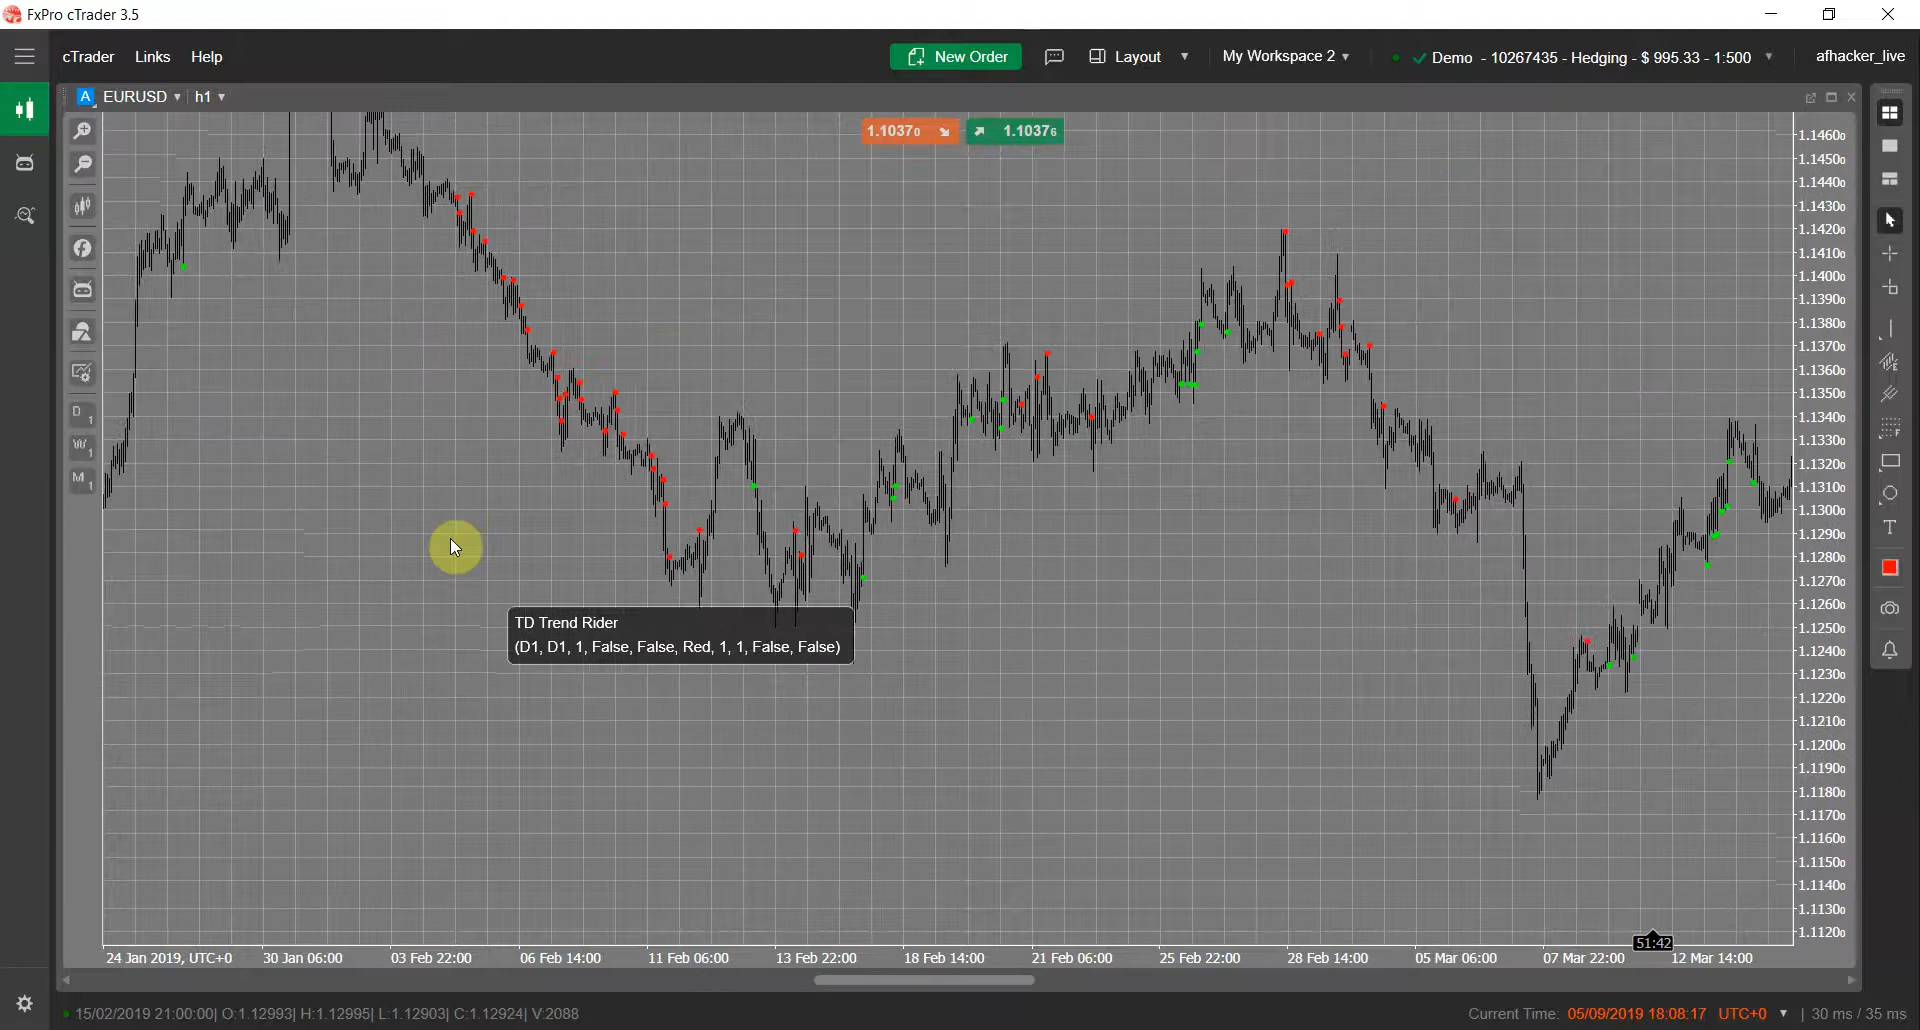 FxPro cTrader 3.5
cTrader Links Help
New Order
Layout
My Workspace 2
Demo - 10267435 - Hedging - $ 995.33 - 1:500
afhacker_live
A EURUSD h1
1.10370
1.10376
D 1
W 1
M 1
TD Trend Rider
(D1, D1, 1, False, False, Red, 1, 1, False, False)
1.14600
1.14500
1.14400
1.14300
1.14200
1.14100
1.14000
1.13900
1.13800
1.13700
1.13600
1.13500
1.13400
1.13300
1.13200
1.13100
1.13000
1.12900
1.12800
1.12700
1.12600
1.12500
1.12400
1.12300
1.12200
1.12100
1.12000
1.11900
1.11800
1.11700
1.11600
1.11500
1.11400
1.11300
1.11200
E
F
T
51:42
24 Jan 2019, UTC+0 30 Jan 06:00 03 Feb 22:00 06 Feb 14:00 11 Feb 06:00 13 Feb 22:00 18 Feb 14:00 21 Feb 06:00 25 Feb 22:00 28 Feb 14:00 05 Mar 06:00 07 Mar 22:00 12 Mar 14:00
15/02/2019 21:00:00| O:1.12993| H:1.12995| L:1.12903| C:1.12924| V:2088
Current Time: 05/09/2019 18:08:17 UTC+0 | 30 ms / 35 ms